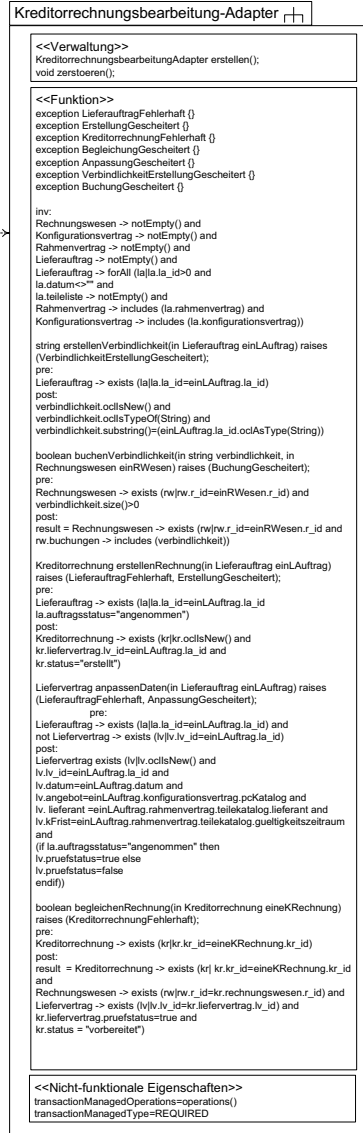 Kreditorrechnungsbearbeitung-Adapter
<<Verwaltung>>
KreditorrechnungsbearbeitungAdapter erstellen();
void zerstoeren();
<<Funktion>>
exception LieferauftragFehlerhaft {}
exception ErstellungGescheitert {}
exception KreditorrechnungFehlerhaft {}
exception BegleichungGescheitert {}
exception AnpassungGescheitert {}
exception VerbindlichkeitErstellungGescheitert {}
exception BuchungGescheitert {}
inv:
Rechnungswesen -> notEmpty() and
Konfigurationsvertrag -> notEmpty() and
Rahmenvertrag -> notEmpty() and
Lieferauftrag -> notEmpty() and
Lieferauftrag -> forAll (la|la.la_id>0 and
la.datum<>"" and
la.teileliste -> notEmpty() and
Rahmenvertrag -> includes (la.rahmenvertrag) and
Konfigurationsvertrag -> includes (la.konfigurationsvertrag))
string erstellenVerbindlichkeit(in Lieferauftrag einLAuftrag) raises
(VerbindlichkeitErstellungGescheitert);
pre:
Lieferauftrag -> exists (la|la.la_id=einLAuftrag.la_id)
post:
verbindlichkeit.oclIsNew() and
verbindlichkeit.oclIsTypeOf(String) and
verbindlichkeit.substring()=(einLAuftrag.la_id.oclAsType(String))
boolean buchenVerbindlichkeit(in string verbindlichkeit, in
Rechnungswesen einRWesen) raises (BuchungGescheitert);
pre:
Rechnungswesen -> exists (rw|rw.r_id=einRWesen.r_id) and
verbindlichkeit.size()>0
post:
result = Rechnungswesen -> exists (rw|rw.r_id=einRWesen.r_id and
rw.buchungen -> includes (verbindlichkeit))
Kreditorrechnung erstellenRechnung(in Lieferauftrag einLAuftrag)
raises (LieferauftragFehlerhaft, ErstellungGescheitert);
pre:
Lieferauftrag -> exists (la|la.la_id=einLAuftrag.la_id
la.auftragsstatus="angenommen")
post:
Kreditorrechnung -> exists (kr|kr.oclIsNew() and
kr.liefervertrag.lv_id=einLAuftrag.la_id and
kr.status="erstellt")
Liefervertrag anpassenDaten(in Lieferauftrag einLAuftrag) raises
(LieferauftragFehlerhaft, AnpassungGescheitert);
pre:
Lieferauftrag -> exists (la|la.la_id=einLAuftrag.la_id) and
not Liefervertrag -> exists (lv|lv.lv_id=einLAuftrag.la_id)
post:
Liefervertrag exists (lv|lv.oclIsNew() and
lv.lv_id=einLAuftrag.la_id and
lv.datum=einLAuftrag.datum and
lv.angebot=einLAuftrag.konfigurationsvertrag.pcKatalog and
lv. lieferant =einLAuftrag.rahmenvertrag.teilekatalog.lieferant and
lv.kFrist=einLAuftrag.rahmenvertrag.teilekatalog.gueltigkeitszeitraum
and
(if la.auftragsstatus="angenommen" then
lv.pruefstatus=true else
lv.pruefstatus=false
endif))
boolean begleichenRechnung(in Kreditorrechnung eineKRechnung)
raises (KreditorrechnungFehlerhaft);
pre:
Kreditorrechnung -> exists (kr|kr.kr_id=eineKRechnung.kr_id)
post:
result = Kreditorrechnung -> exists (kr| kr.kr_id=eineKRechnung.kr_id
and
Rechnungswesen -> exists (rw|rw.r_id=kr.rechnungswesen.r_id) and
Liefervertrag -> exists (lv|lv.lv_id=kr.liefervertrag.lv_id) and
kr.liefervertrag.pruefstatus=true and
kr.status = "vorbereitet")
<<Nicht-funktionale Eigenschaften>>
transactionManagedOperations=operations()
transactionManagedType=REQUIRED